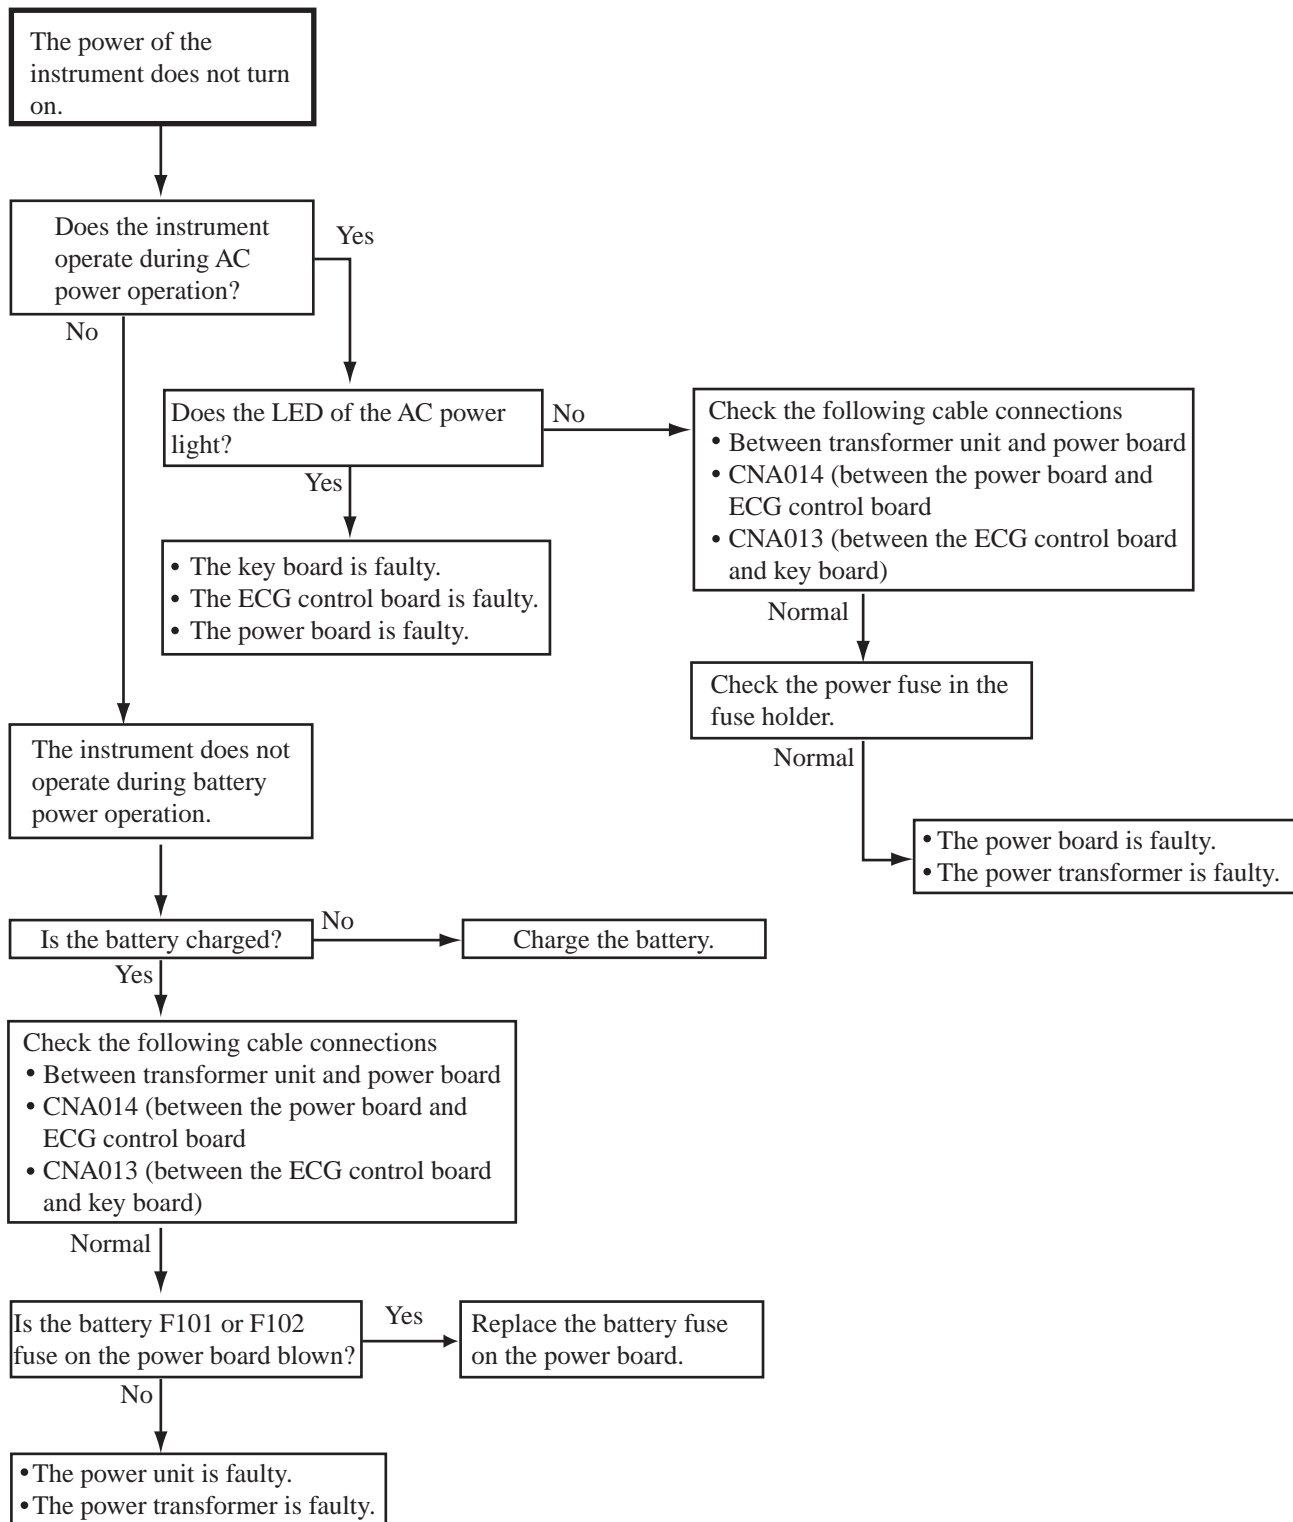 The power of the
instrument does not turn
on.
Does the instrument
operate during AC
power operation?
Yes
No
Does the LED of the AC power
light?
No
Yes
Check the following cable connections
• Between transformer unit and power board
• CNA014 (between the power board and
ECG control board
• CNA013 (between the ECG control board
and key board)
• The key board is faulty.
• The ECG control board is faulty.
• The power board is faulty.
Normal
Check the power fuse in the
fuse holder.
Normal
• The power board is faulty.
• The power transformer is faulty.
The instrument does not
operate during battery
power operation.
Is the battery charged?
No
Charge the battery.
Yes
Check the following cable connections
• Between transformer unit and power board
• CNA014 (between the power board and
ECG control board
• CNA013 (between the ECG control board
and key board)
Normal
Is the battery F101 or F102
fuse on the power board blown?
Yes
Replace the battery fuse
on the power board.
No
• The power unit is faulty.
• The power transformer is faulty.